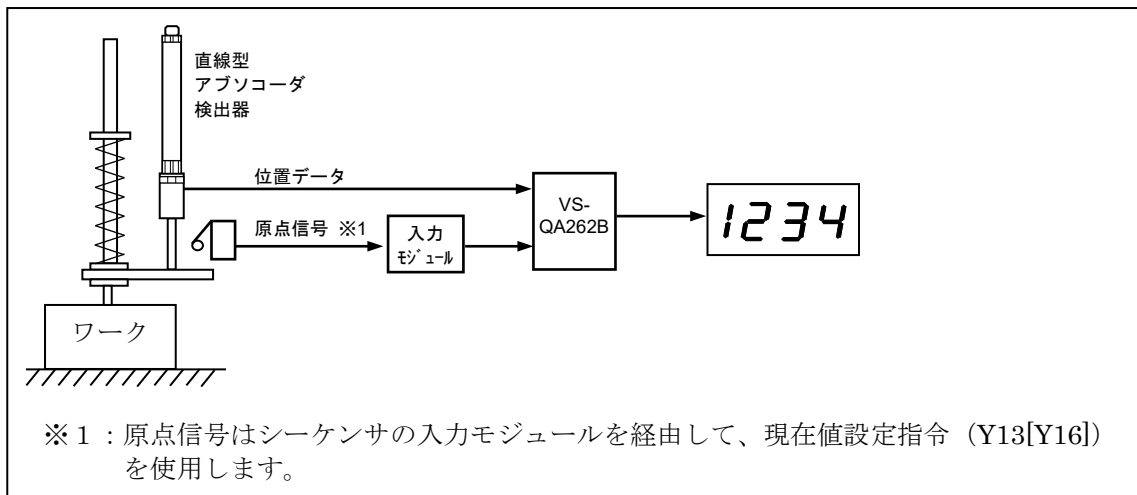 直線型
アブソコーダ
検出器
位置データ
VS-
QA262B
原点信号 ※1
入力
ﾓｼﾞｭｰﾙ
1234
ワーク
※1：原点信号はシーケンサの入力モジュールを経由して、現在値設定指令（Y13[Y16]）
を使用します。